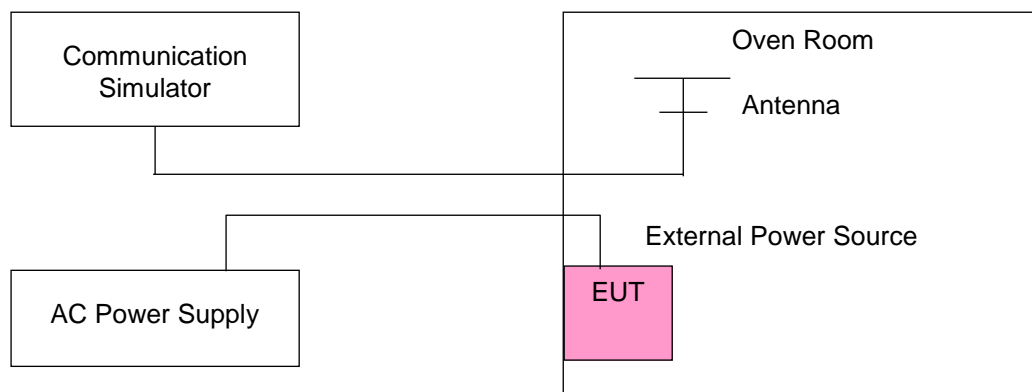 Communication
Simulator
Oven Room
Antenna
External Power Source
AC Power Supply
EUT